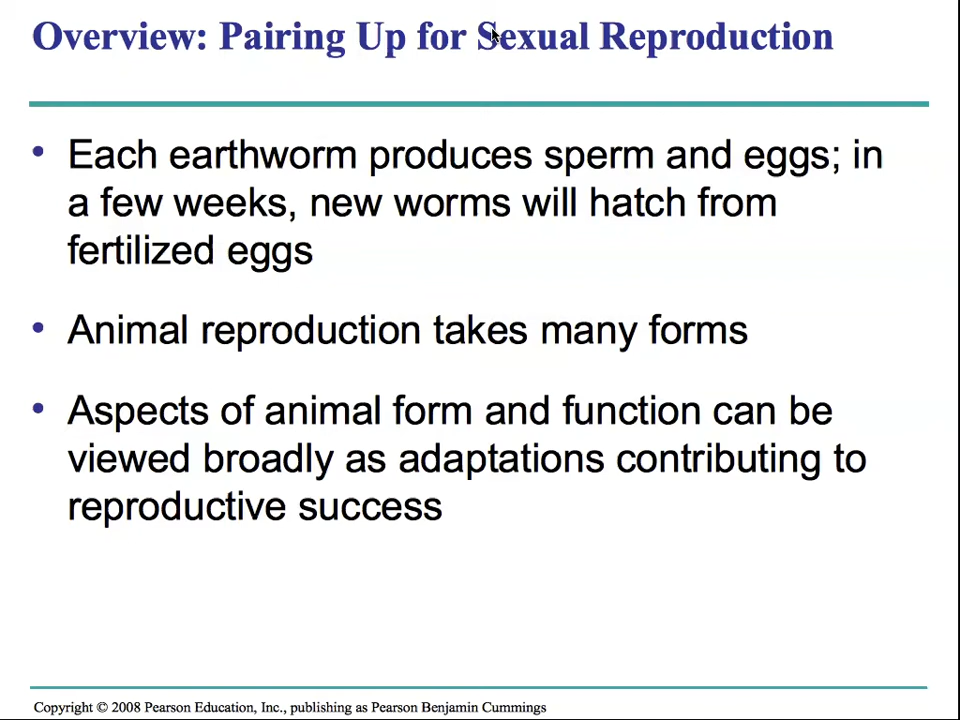 Overview: Pairing Up for Sexual Reproduction
• Each earthworm produces sperm and eggs; in
a few weeks, new worms will hatch from
fertilized eggs
• Animal reproduction takes many forms
• Aspects of animal form and function can be
viewed broadly as adaptations contributing to
reproductive success
Copyright © 2008 Pearson Education, Inc., publishing as Pearson Benjamin Cummings